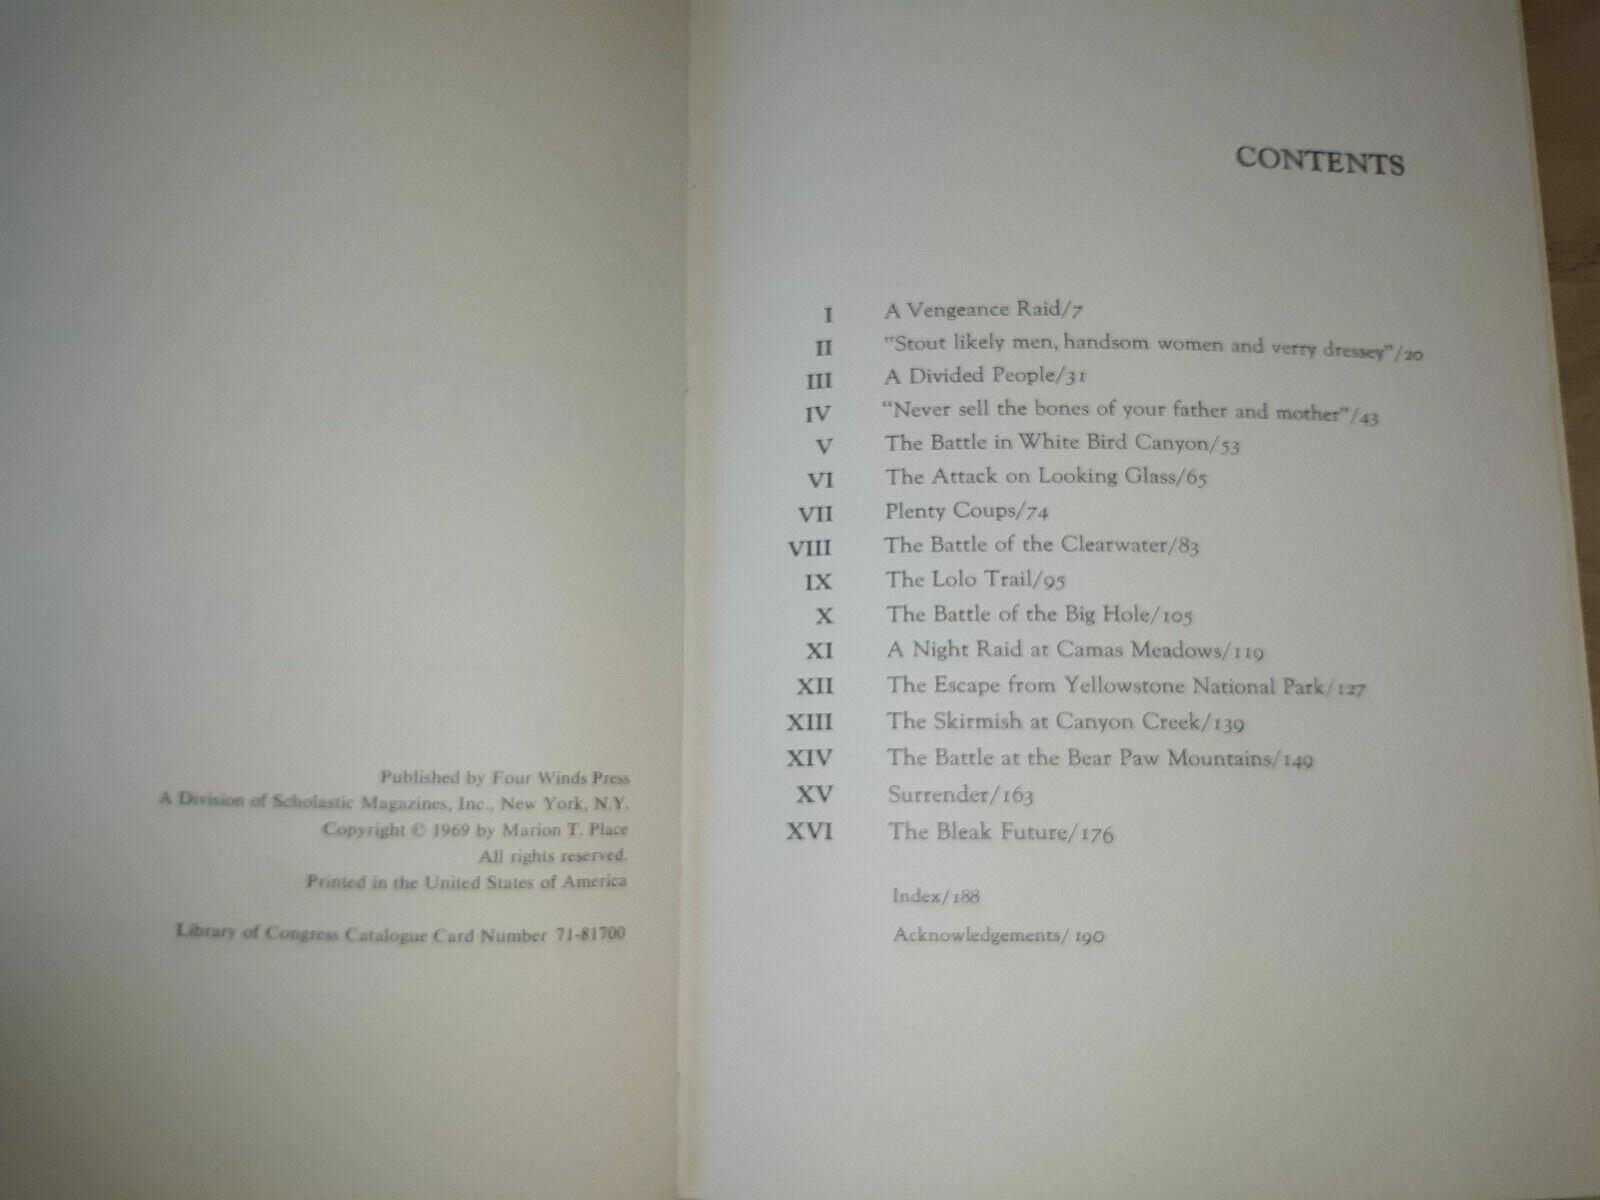 Published by Four Winds Press
A Division of Scholastic Magazines, Inc., New York, N.Y.
Copyright © 1969 by Marion T. Place
All rights reserved.
Printed in the United States of America
Library of Congress Catalogue Card Number 71-81700
CONTENTS
I A Vengeance Raid/7
II "Stout likely men, handsom women and verry dressey"/20
III A Divided People/31
IV "Never sell the bones of your father and mother"/43
V The Battle in White Bird Canyon/53
VI The Attack on Looking Glass/65
VII Plenty Coups/74
VIII The Battle of the Clearwater/83
IX The Lolo Trail/95
X The Battle of the Big Hole/105
XI A Night Raid at Camas Meadows/119
XII The Escape from Yellowstone National Park/127
XIII The Skirmish at Canyon Creek/139
XIV The Battle at the Bear Paw Mountains/149
XV Surrender/163
XVI The Bleak Future/176
Index/188
Acknowledgements/190